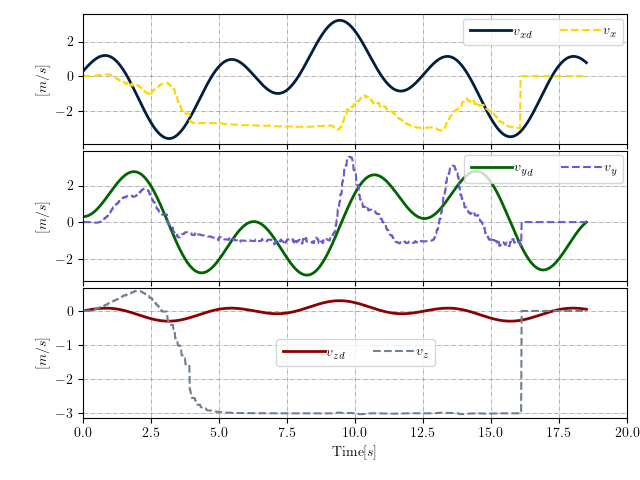 v_{xd} v_x
2
0
−2
[m/s]
v_{yd} v_y
2
0
−2
[m/s]
0
−1
−2
−3
[m/s]
v_{zd} v_z
0.0 2.5 5.0 7.5 10.0 12.5 15.0 17.5 20.0
Time[s]